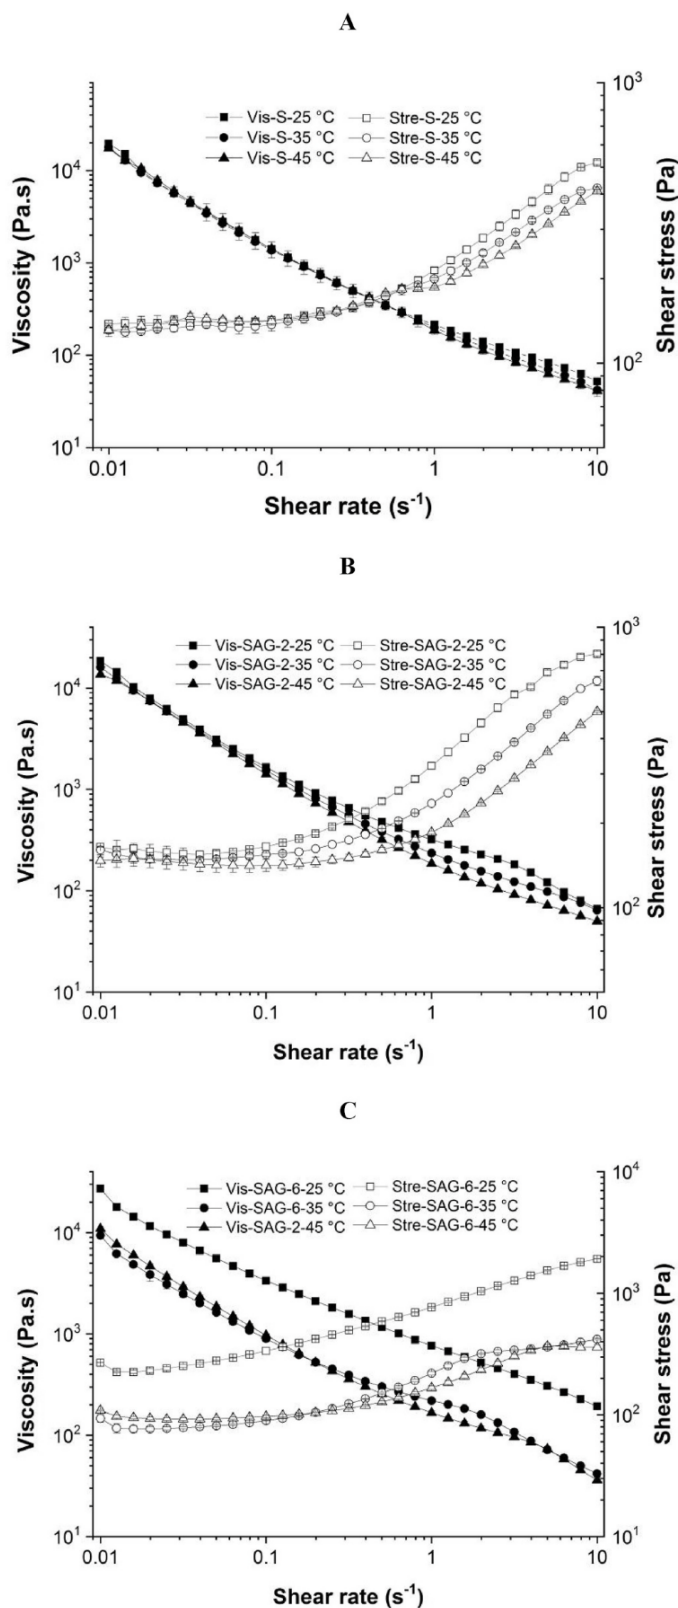 A
Vis-S-25 °C Stre-S-25 °C
Vis-S-35 °C Stre-S-35 °C
Vis-S-45 °C Stre-S-45 °C
Viscosity (Pa.s)
10^4
10^3
10^2
10^1
Shear stress (Pa)
10^3
10^2
0.01 0.1 1 10
Shear rate (s^-1)
B
Vis-SAG-2-25 °C Stre-SAG-2-25 °C
Vis-SAG-2-35 °C Stre-SAG-2-35 °C
Vis-SAG-2-45 °C Stre-SAG-2-45 °C
Viscosity (Pa.s)
10^4
10^3
10^2
10^1
Shear stress (Pa)
10^3
10^2
0.01 0.1 1 10
Shear rate (s^-1)
C
Vis-SAG-6-25 °C Stre-SAG-6-25 °C
Vis-SAG-6-35 °C Stre-SAG-6-35 °C
Vis-SAG-2-45 °C Stre-SAG-6-45 °C
Viscosity (Pa.s)
10^4
10^3
10^2
10^1
Shear stress (Pa)
10^4
10^3
10^2
10^1
0.01 0.1 1 10
Shear rate (s^-1)